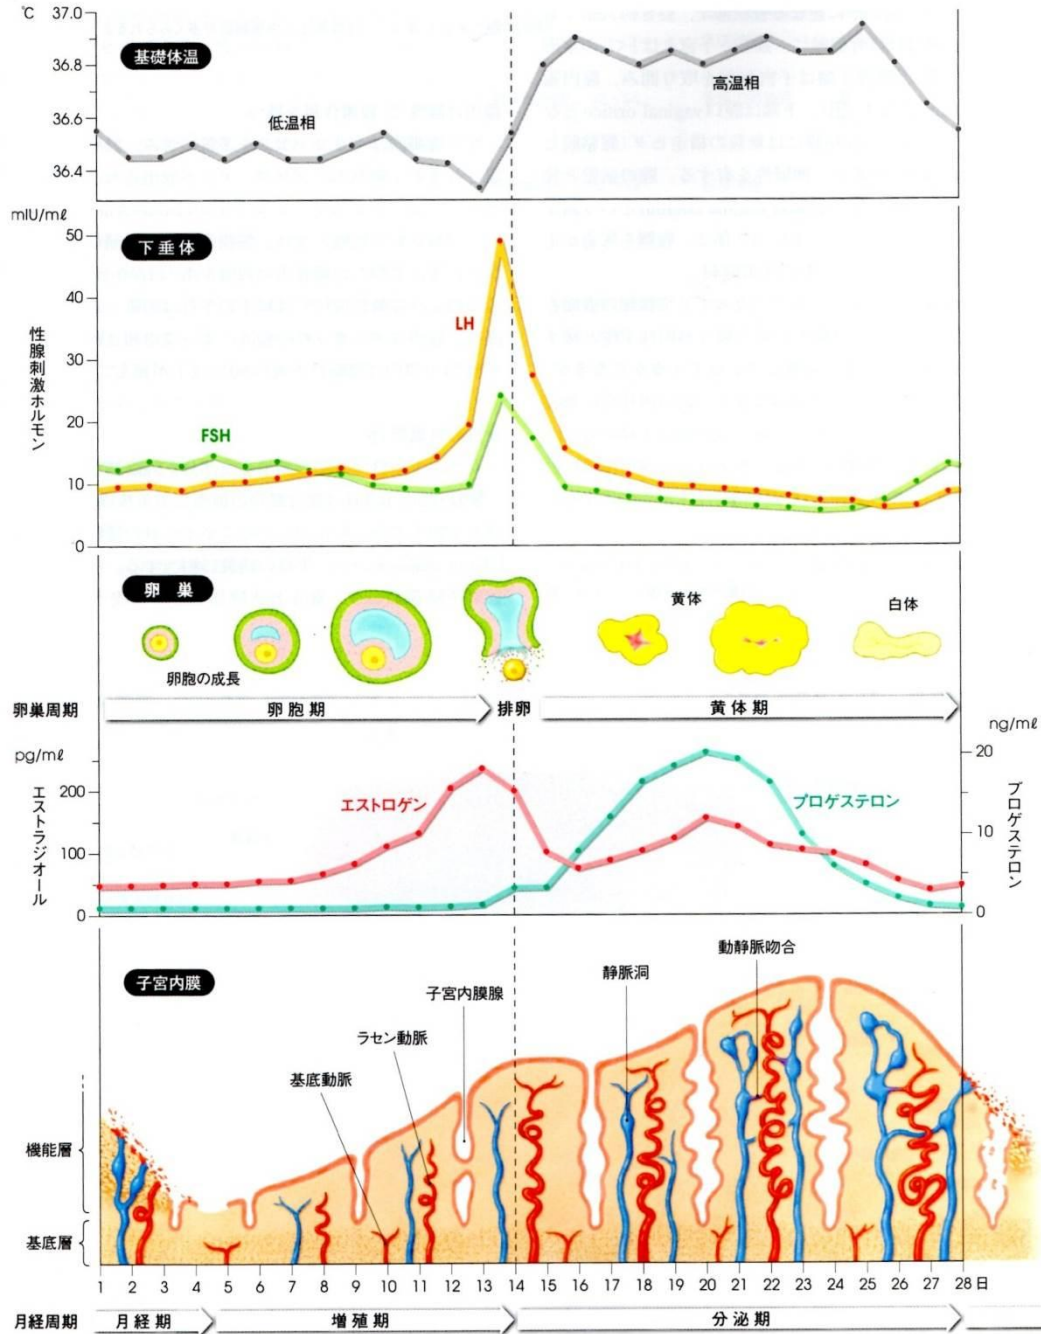 ℃
37.0
36.8
36.6
36.4
基礎体温
低温相
高温相
mIU/mℓ
50
40
30
20
10
0
性腺刺激ホルモン
下垂体
LH
FSH
卵巣
卵胞の成長
黄体
白体
卵巣周期
卵胞期
排卵
黄体期
pg/mℓ
200
100
0
エストラジオール
エストロゲン
プロゲステロン
ng/mℓ
20
10
0
プロゲステロン
子宮内膜
基底動脈
ラセン動脈
子宮内膜腺
静脈洞
動静脈吻合
機能層
基底層
1 2 3 4 5 6 7 8 9 10 11 12 13 14 15 16 17 18 19 20 21 22 23 24 25 26 27 28 日
月経周期 月経期 増殖期 分泌期